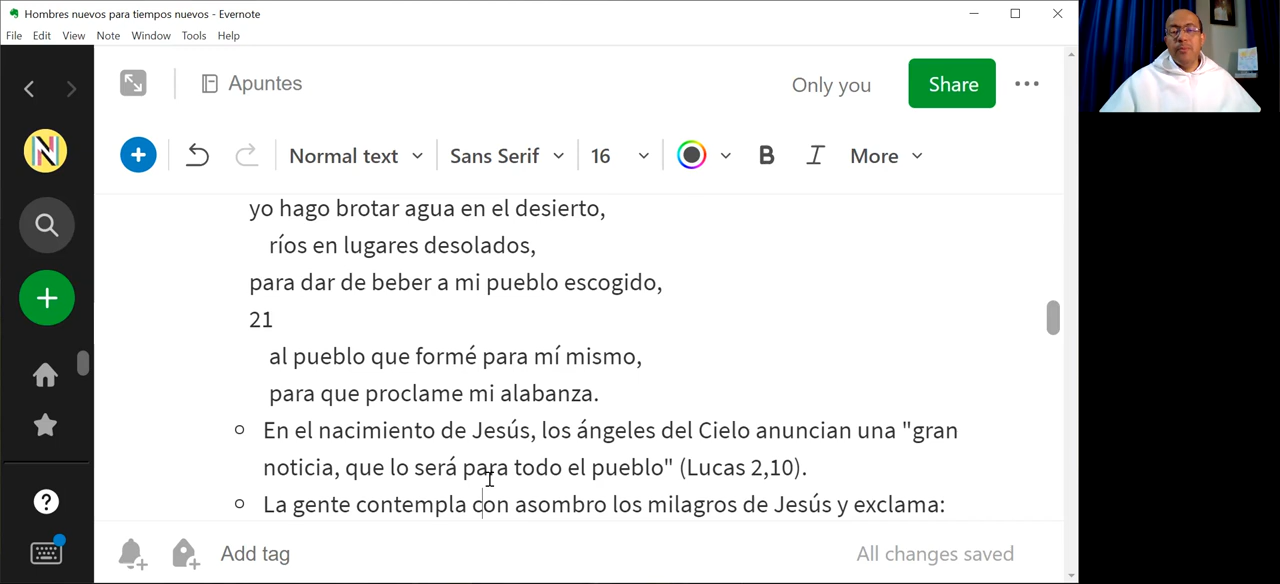 Hombres nuevos para tiempos nuevos - Evernote
File Edit View Note Window Tools Help
Apuntes
Only you
Share
Normal text
Sans Serif
16
B
I
More
yo hago brotar agua en el desierto,
ríos en lugares desolados,
para dar de beber a mi pueblo escogido,
21
al pueblo que formé para mí mismo,
para que proclame mi alabanza.
En el nacimiento de Jesús, los ángeles del Cielo anuncian una "gran
noticia, que lo será para todo el pueblo" (Lucas 2,10).
La gente contempla con asombro los milagros de Jesús y exclama:
Add tag
All changes saved